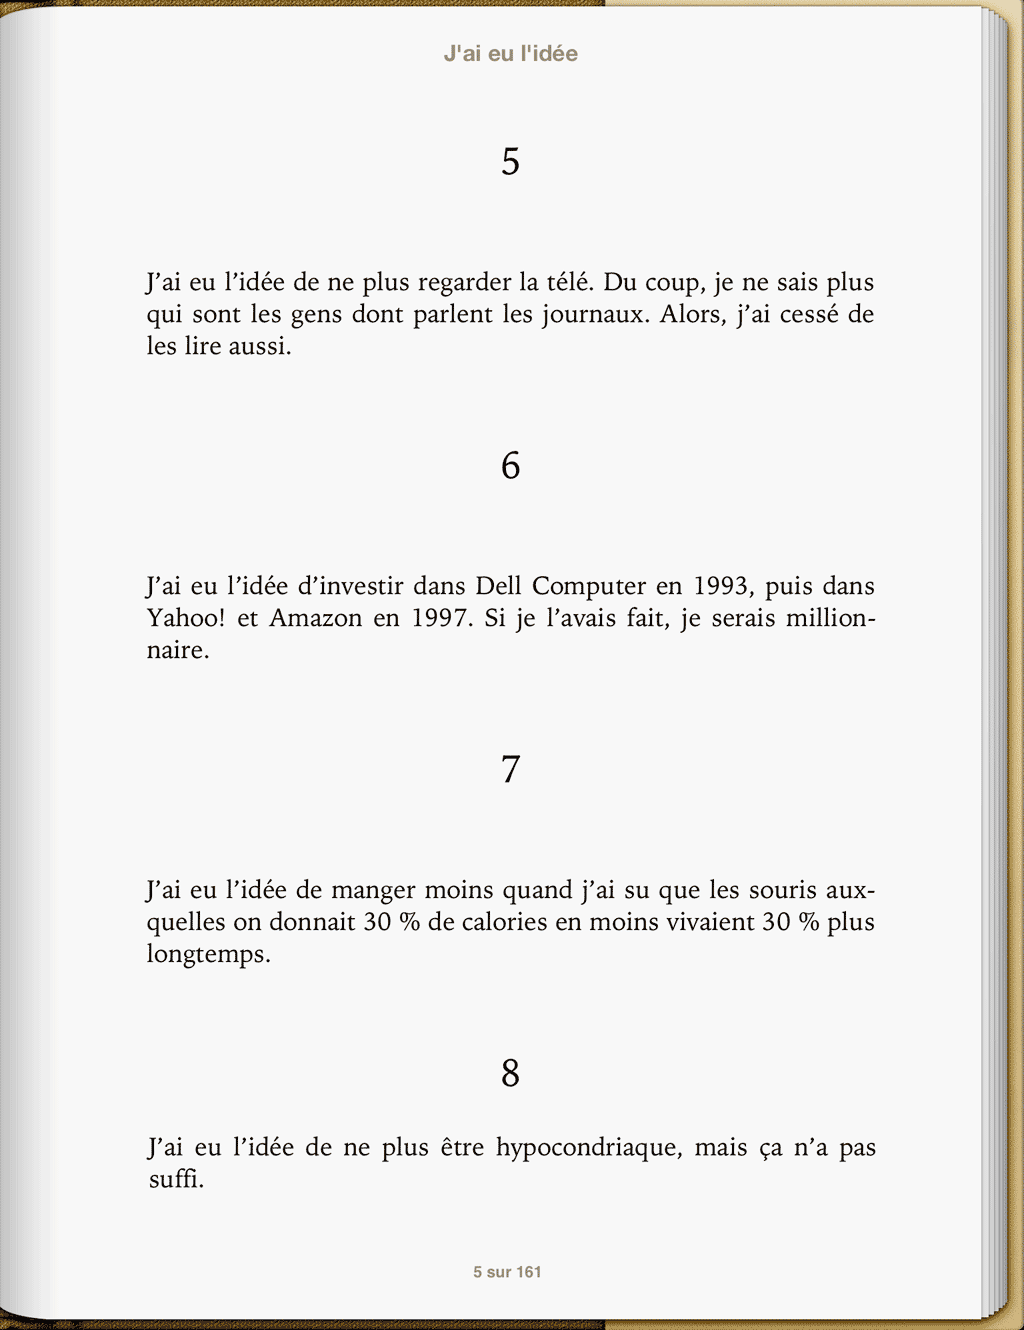 J'ai eu l'idée
5
J’ai eu l’idée de ne plus regarder la télé. Du coup, je ne sais plus
qui sont les gens dont parlent les journaux. Alors, j’ai cessé de
les lire aussi.
6
J’ai eu l’idée d’investir dans Dell Computer en 1993, puis dans
Yahoo! et Amazon en 1997. Si je l’avais fait, je serais million-
naire.
7
J’ai eu l’idée de manger moins quand j’ai su que les souris aux-
quelles on donnait 30 % de calories en moins vivaient 30 % plus
longtemps.
8
J’ai eu l’idée de ne plus être hypocondriaque, mais ça n’a pas
suffi.
5 sur 161